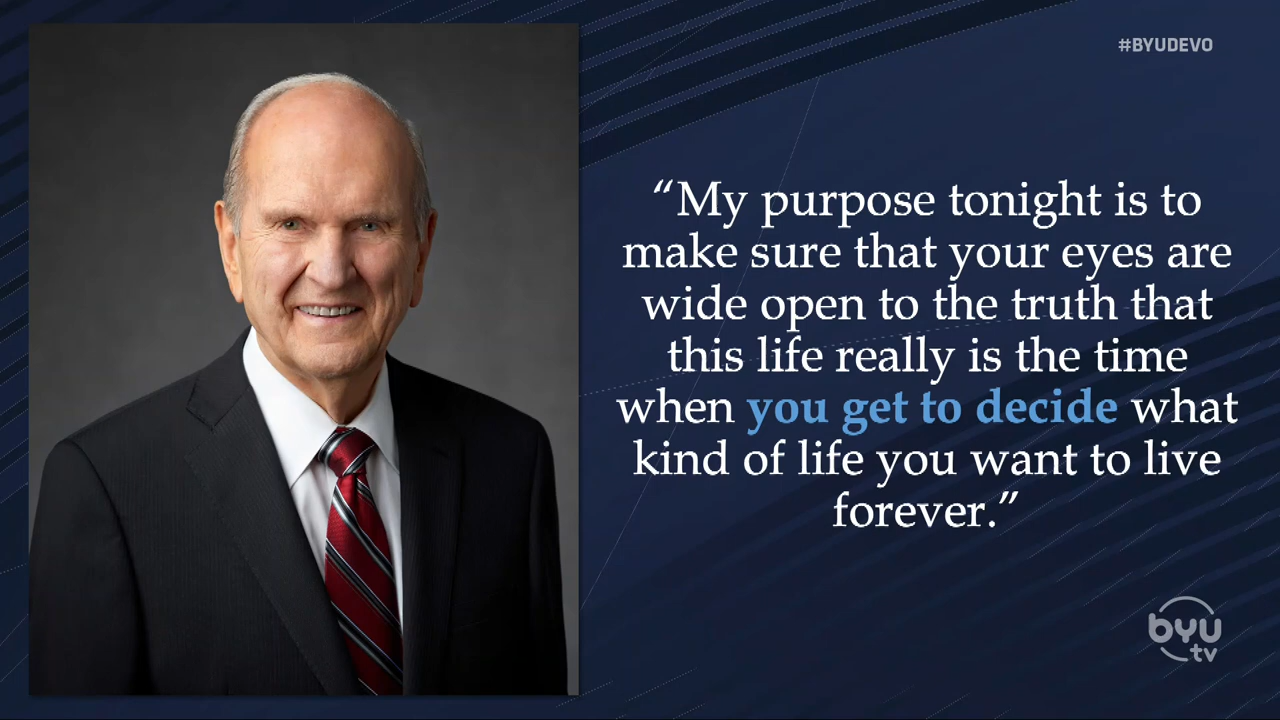 #BYUDEVO
“My purpose tonight is to
make sure that your eyes are
wide open to the truth that
this life really is the time
when you get to decide what
kind of life you want to live
forever.”
byu
tv